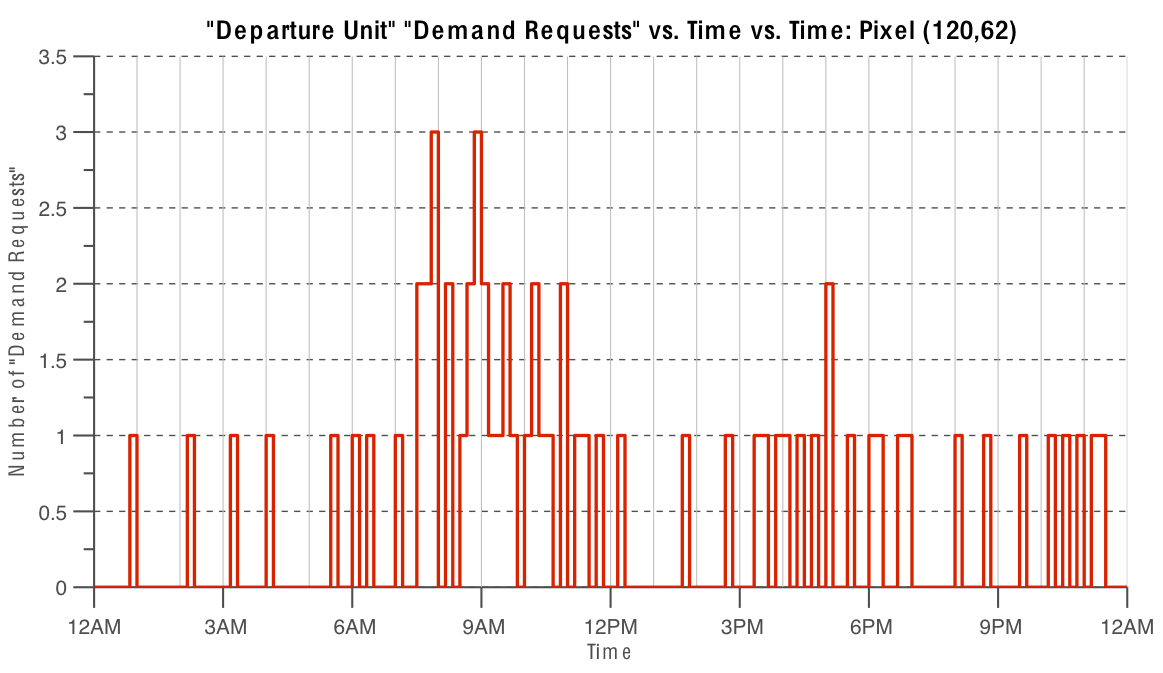 "Departure Unit" "Demand Requests" vs. Time vs. Time: Pixel (120,62)
3.5
3
2.5
2
1.5
1
0.5
0
Number of "Demand Requests"
12AM 3AM 6AM 9AM 12PM 3PM 6PM 9PM 12AM
Time